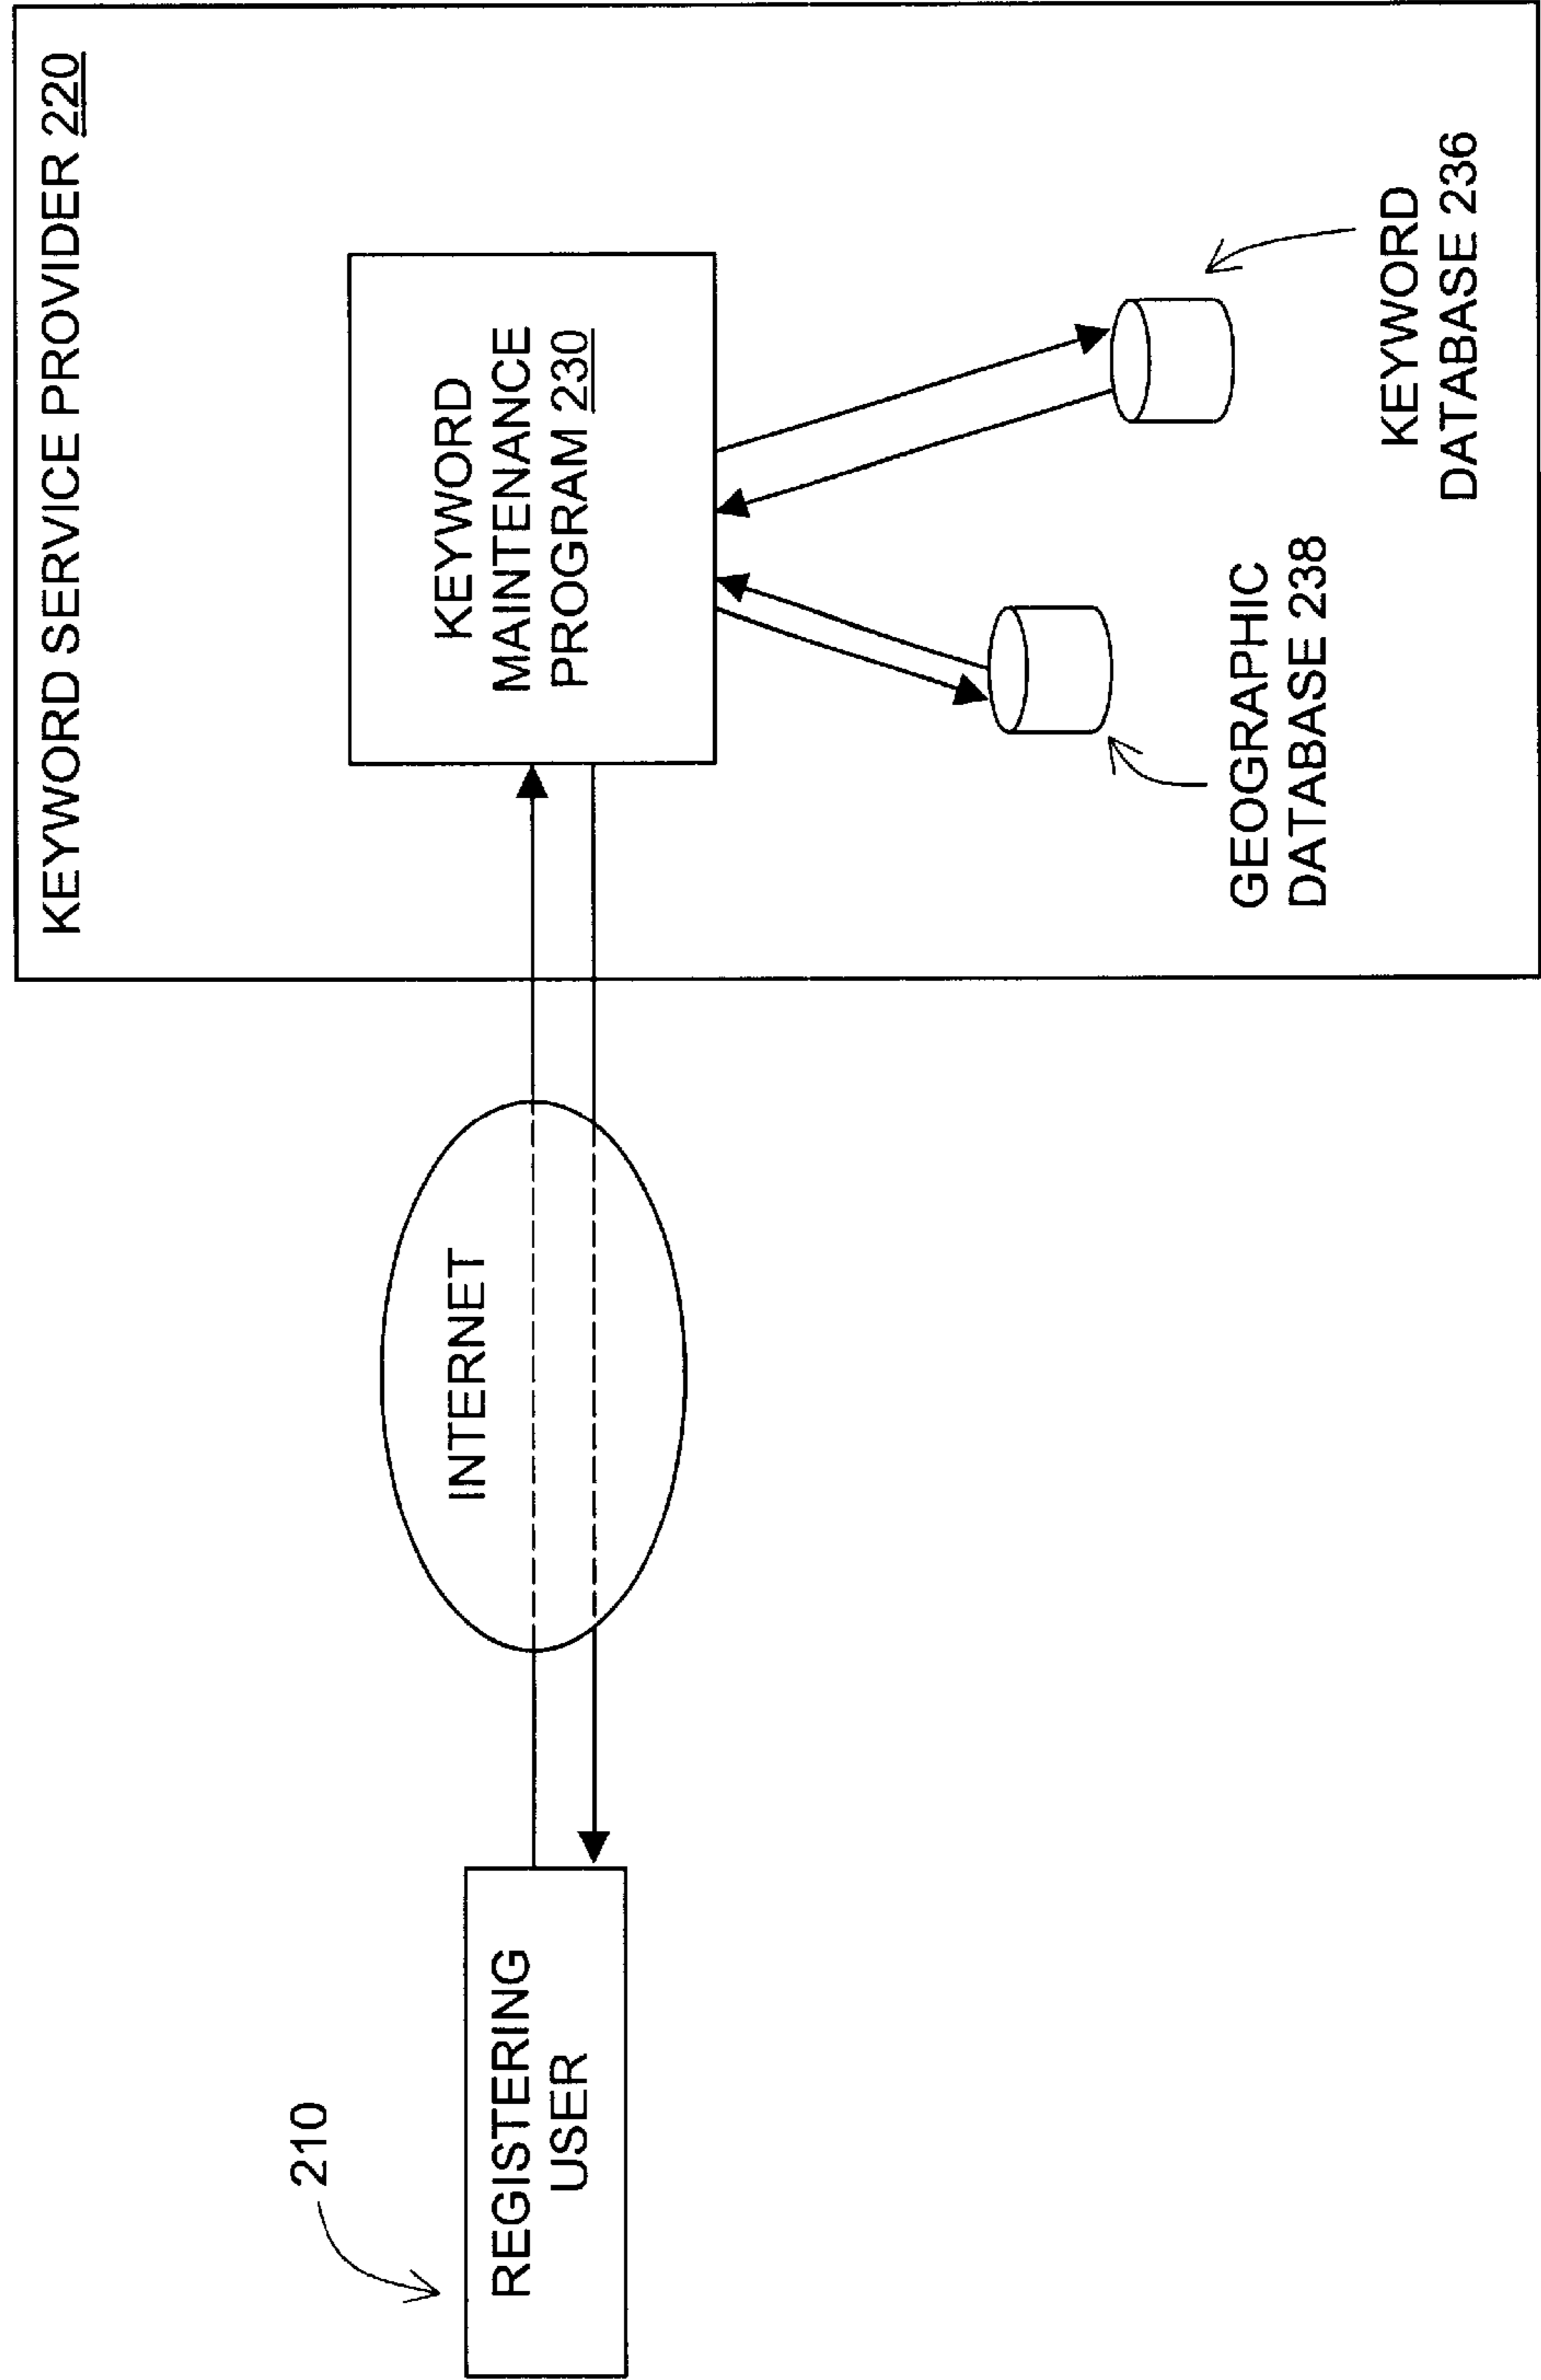 KEYWORD SERVICE PROVIDER 220
210
REGISTERING
USER
INTERNET
KEYWORD
MAINTENANCE
PROGRAM 230
GEOGRAPHIC
DATABASE 238
KEYWORD
DATABASE 236